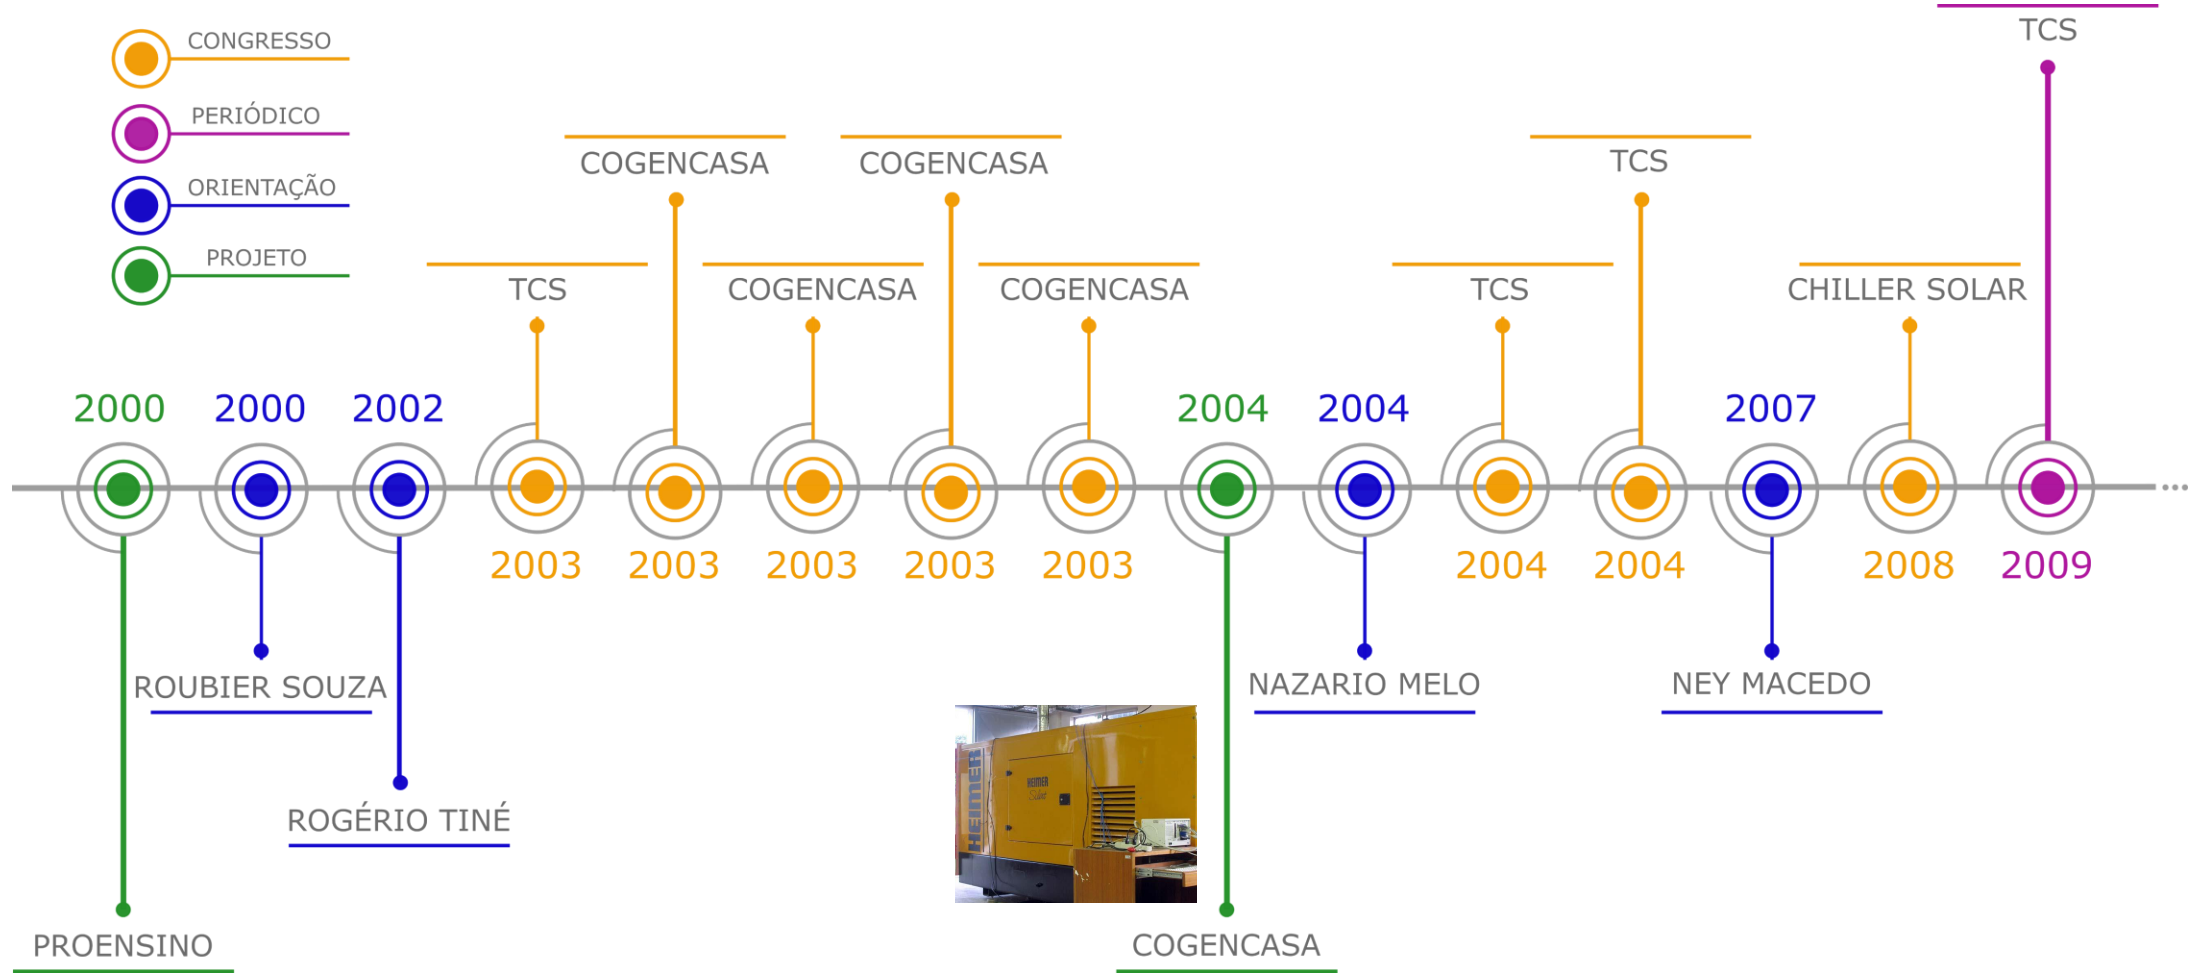 CONGRESSO
PERIÓDICO
ORIENTAÇÃO
PROJETO
TCS
COGENCASA
COGENCASA
TCS
TCS
COGENCASA
COGENCASA
TCS
CHILLER SOLAR
2000
2000
2002
2004
2004
2007
2003
2003
2003
2003
2003
2004
2004
2008
2009
ROUBIER SOUZA
NAZARIO MELO
NEY MACEDO
HEIMER
HEIMER
Silent
ROGÉRIO TINÉ
PROENSINO
COGENCASA